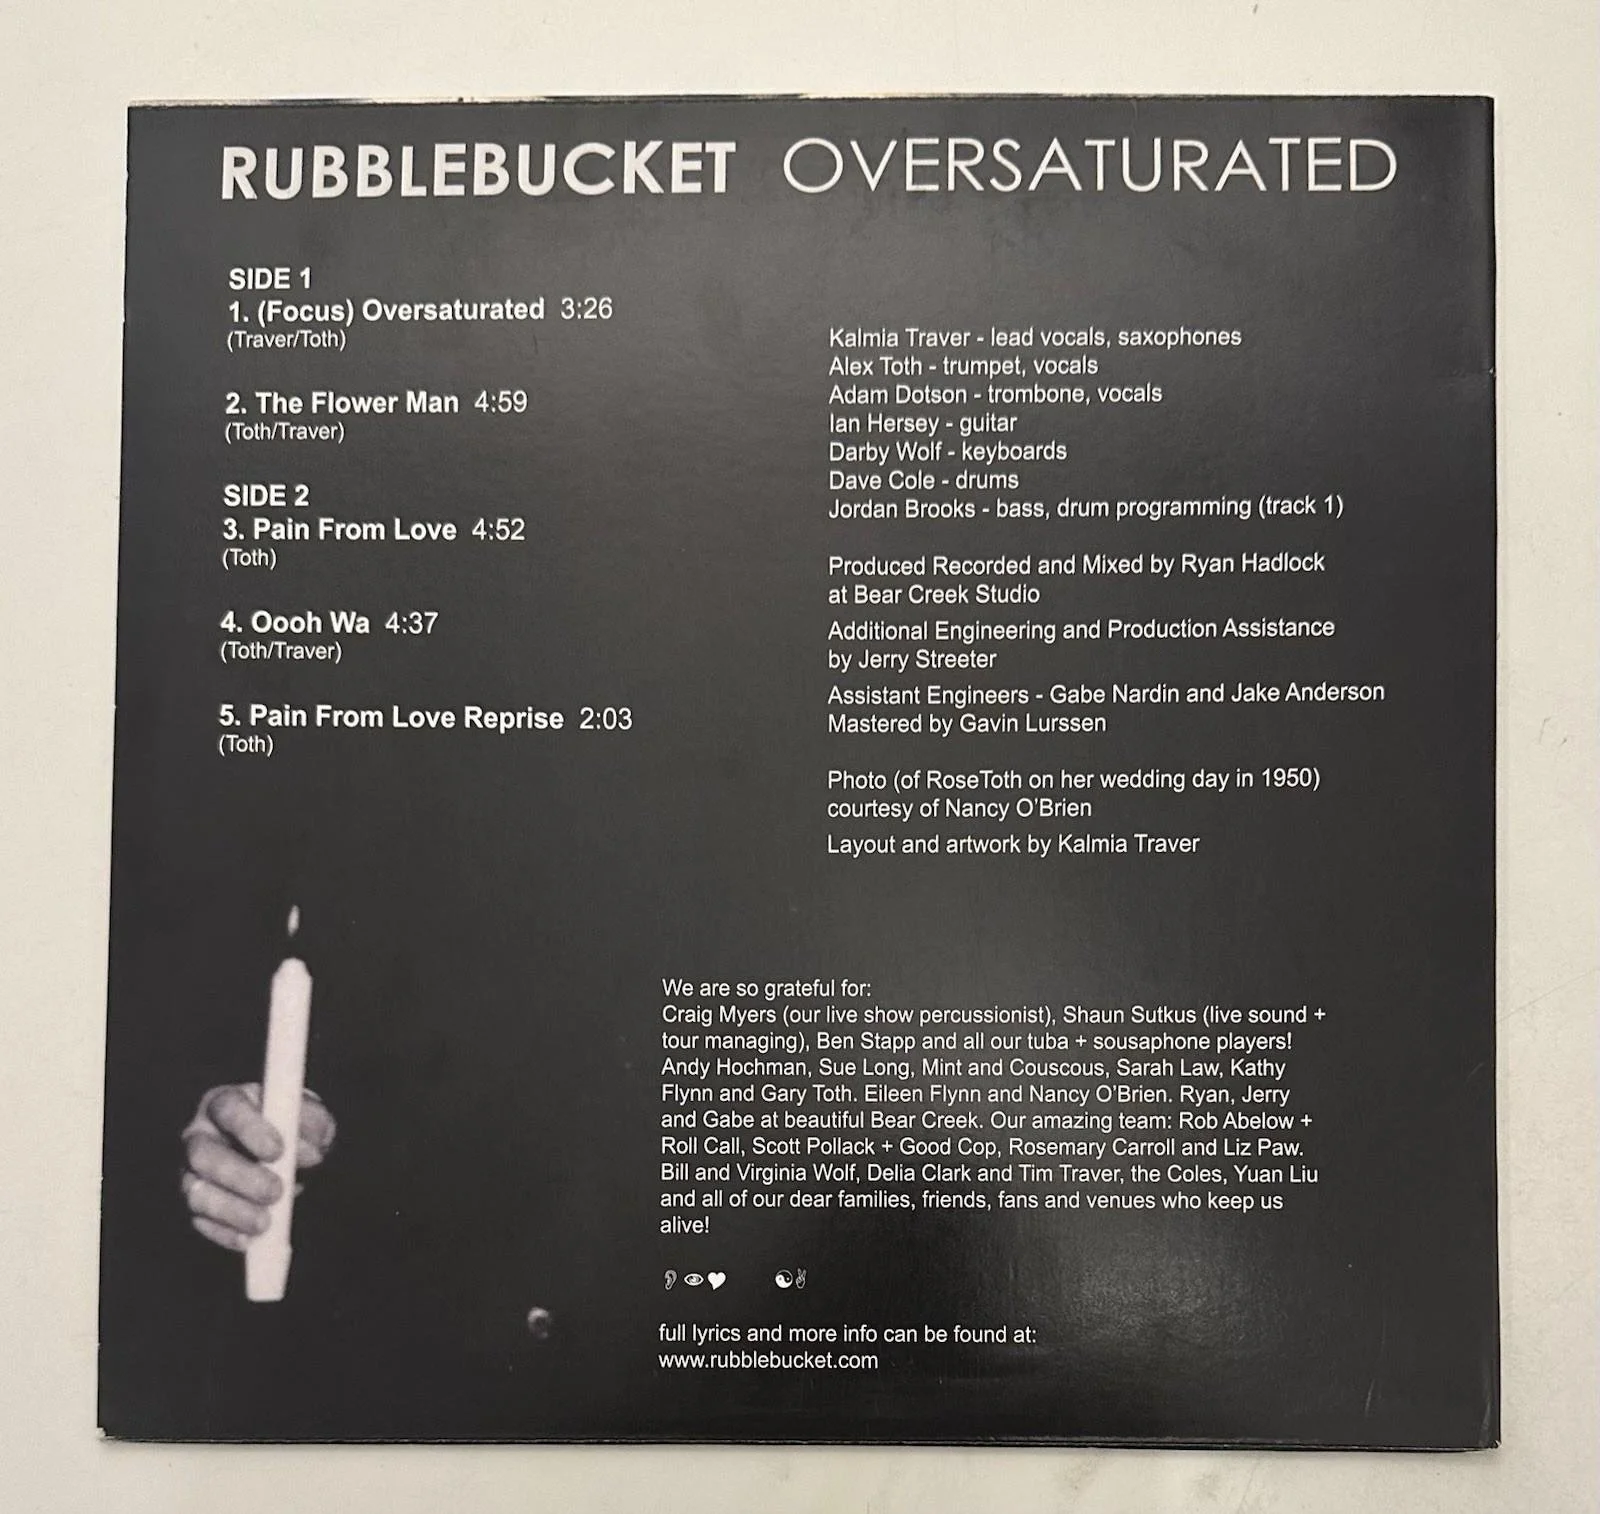 RUBBLEBUCKET OVERSATURATED
SIDE 1
1. (Focus) Oversaturated 3:26
(Traver/Toth)
2. The Flower Man 4:59
(Toth/Traver)
SIDE 2
3. Pain From Love 4:52
(Toth)
4. Oooh Wa 4:37
(Toth/Traver)
5. Pain From Love Reprise 2:03
(Toth)
Kalmia Traver - lead vocals, saxophones
Alex Toth - trumpet, vocals
Adam Dotson - trombone, vocals
Ian Hersey - guitar
Darby Wolf - keyboards
Dave Cole - drums
Jordan Brooks - bass, drum programming (track 1)
Produced Recorded and Mixed by Ryan Hadlock
at Bear Creek Studio
Additional Engineering and Production Assistance
by Jerry Streeter
Assistant Engineers - Gabe Nardin and Jake Anderson
Mastered by Gavin Lurssen
Photo (of RoseToth on her wedding day in 1950)
courtesy of Nancy O'Brien
Layout and artwork by Kalmia Traver
We are so grateful for:
Craig Myers (our live show percussionist), Shaun Sutkus (live sound +
tour managing), Ben Stapp and all our tuba + sousaphone players!
Andy Hochman, Sue Long, Mint and Couscous, Sarah Law, Kathy
Flynn and Gary Toth. Eileen Flynn and Nancy O'Brien. Ryan, Jerry
and Gabe at beautiful Bear Creek. Our amazing team: Rob Abelow +
Roll Call, Scott Pollack + Good Cop, Rosemary Carroll and Liz Paw.
Bill and Virginia Wolf, Delia Clark and Tim Traver, the Coles, Yuan Liu
and all of our dear families, friends, fans and venues who keep us
alive!
full lyrics and more info can be found at:
www.rubblebucket.com